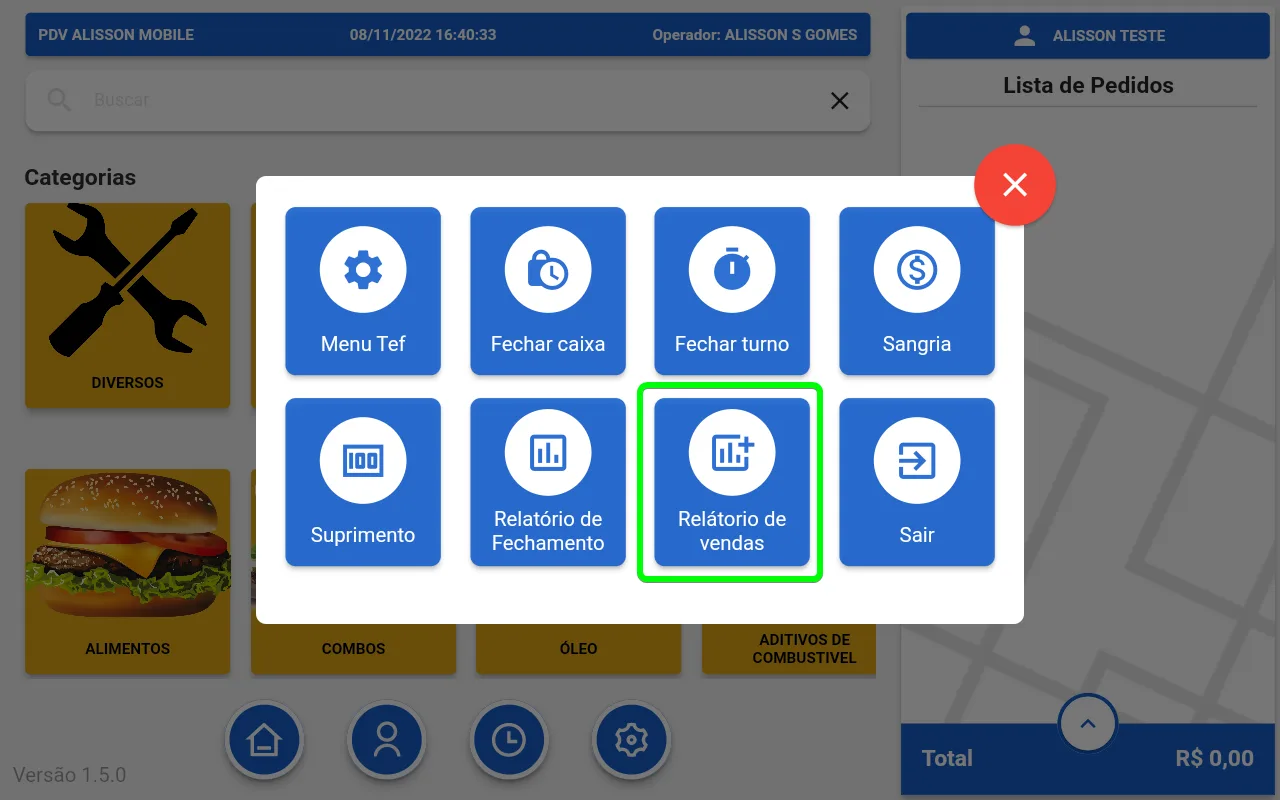 PDV ALISSON MOBILE
08/11/2022 16:40:33
Operador: ALISSON S GOMES
ALISSON TESTE
Buscar
Lista de Pedidos
Categorias
Menu Tef
Fechar caixa
Fechar turno
Sangria
DIVERSOS
100
Suprimento
Relatório de
Fechamento
Relátorio de
vendas
Sair
ALIMENTOS
COMBOS
ÓLEO
ADITIVOS DE
COMBUSTIVEL
Total
R$ 0,00
Versão 1.5.0